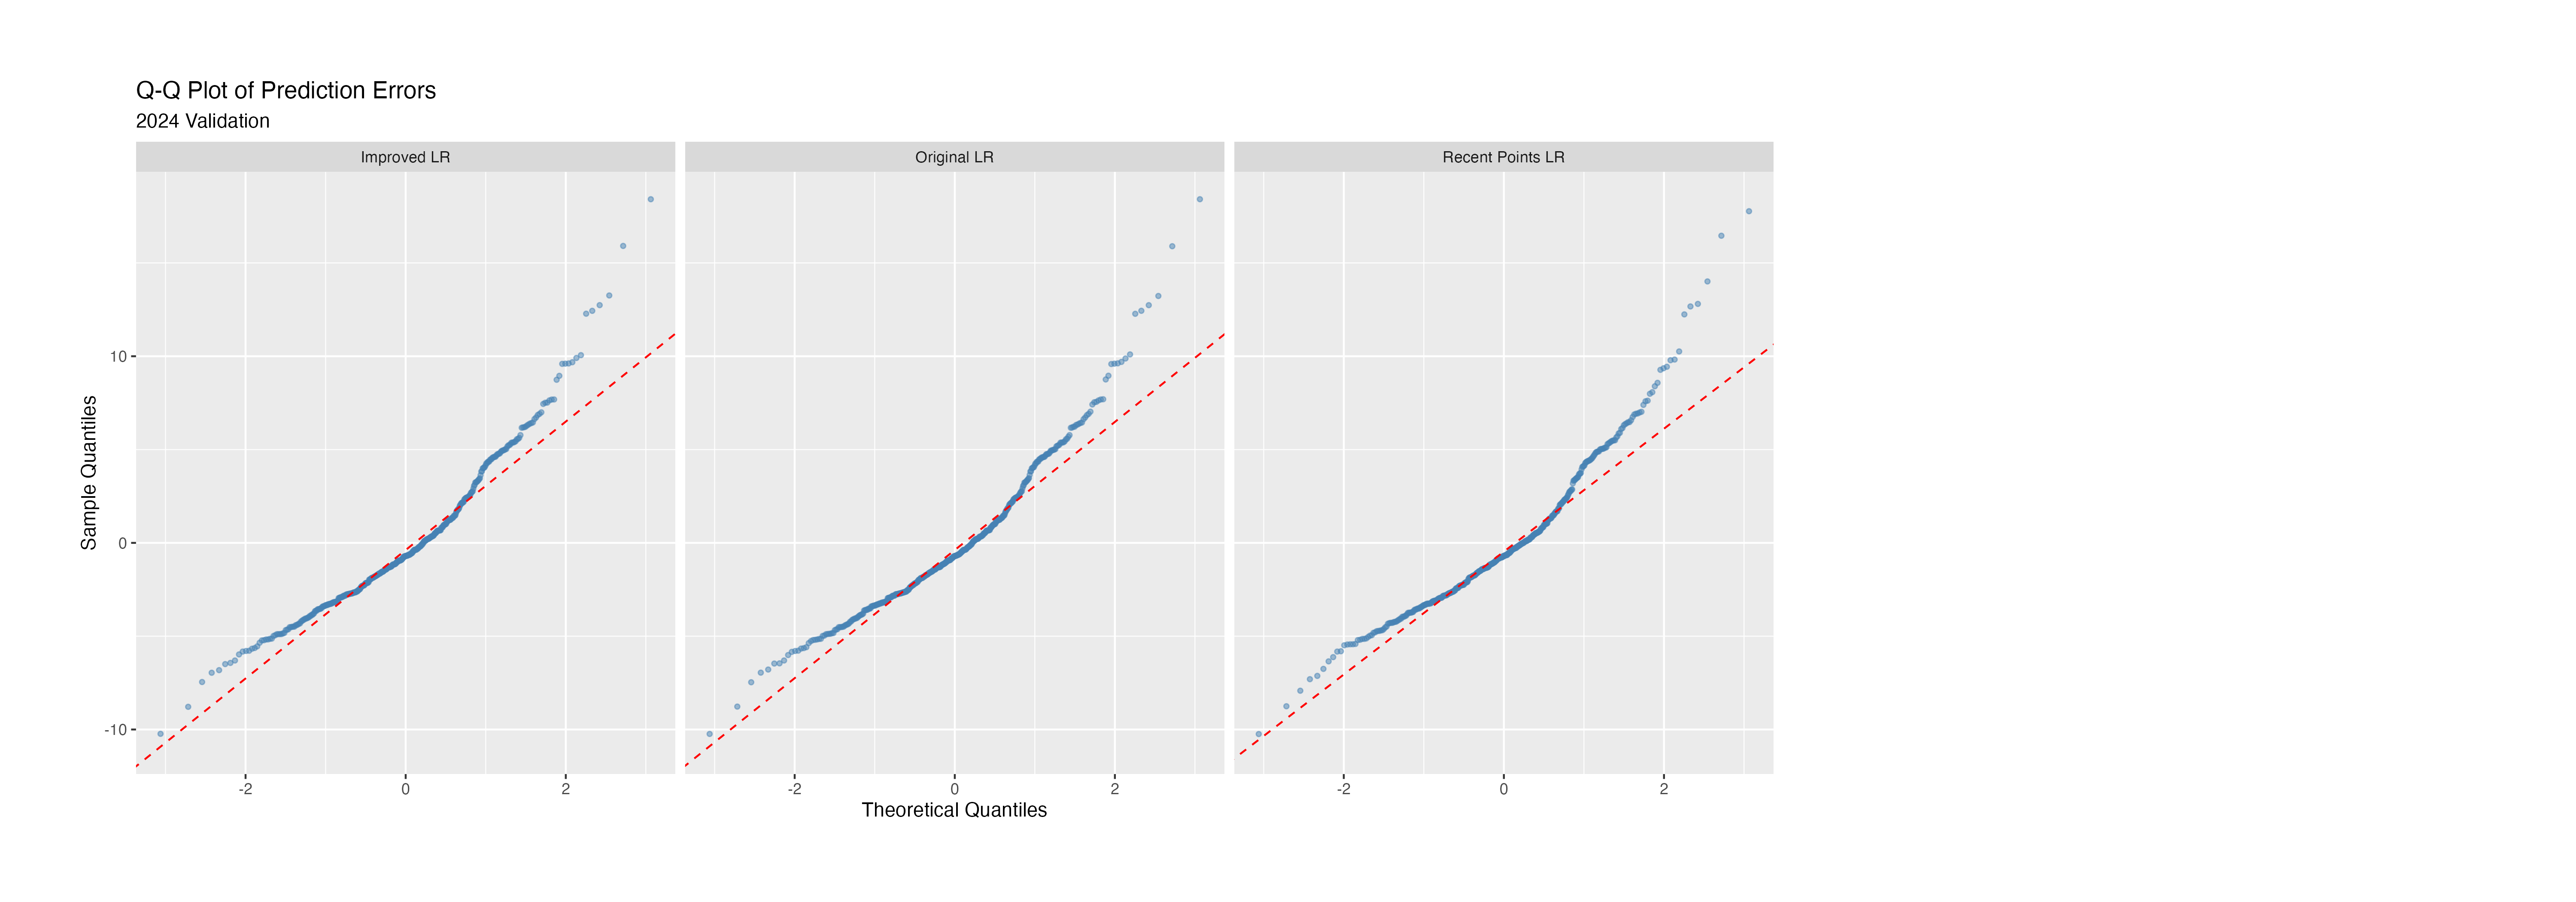 Q-Q Plot of Prediction Errors
2024 Validation
Improved LR Original LR Recent Points LR
Sample Quantiles
10
0
-10
-2 0 2 -2 0 2 -2 0 2
Theoretical Quantiles